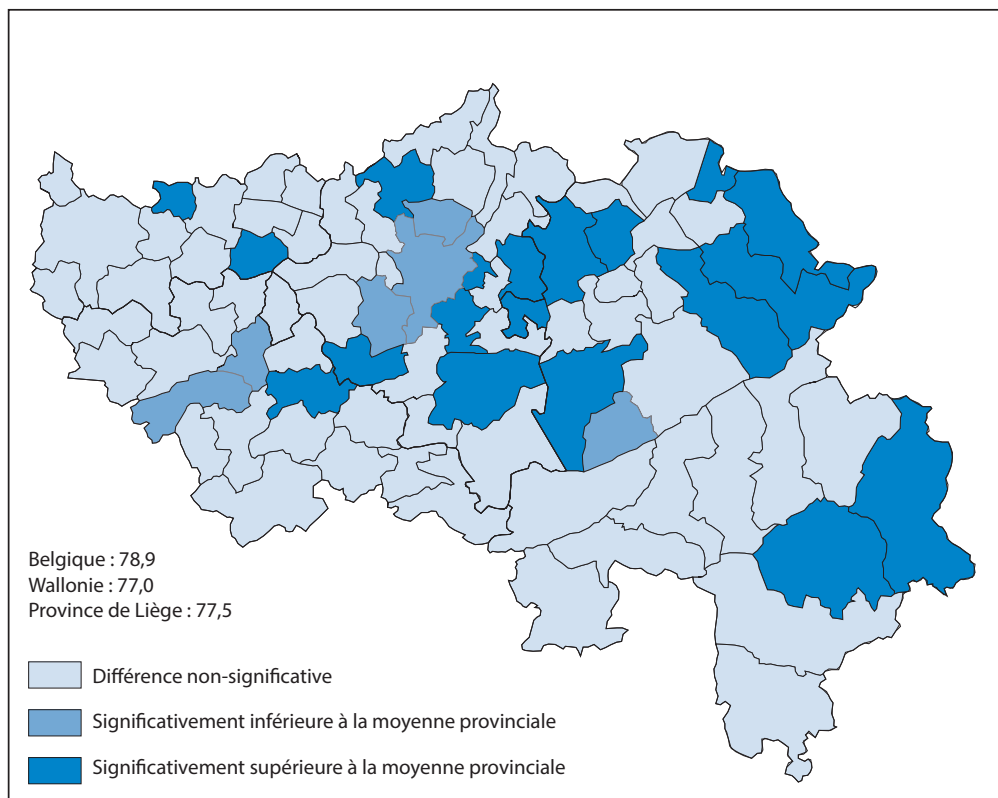 Belgique : 78,9
Wallonie : 77,0
Province de Liège : 77,5
Différence non-significative
Significativement inférieure à la moyenne provinciale
Significativement supérieure à la moyenne provinciale